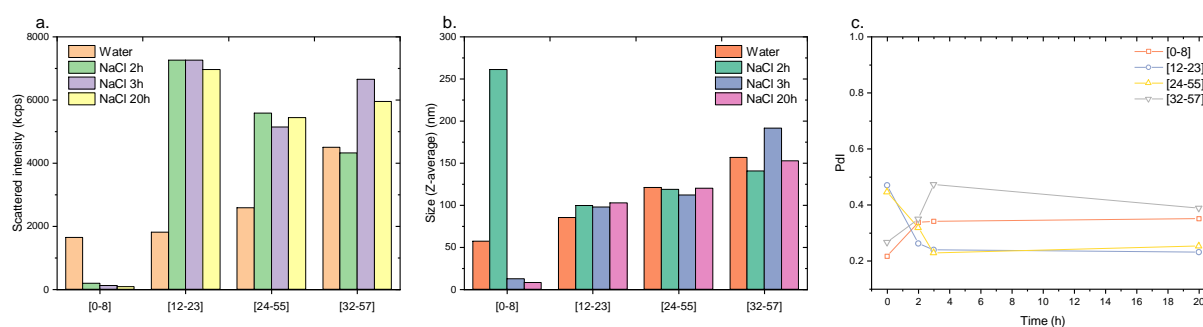 a.
8000
6000
4000
2000
0
Scattered intensity (kcps)
Water
NaCl 2h
NaCl 3h
NaCl 20h
[0-8]
[12-23]
[24-55]
[32-57]
b.
300
250
200
150
100
50
0
Size (Z-average) (nm)
Water
NaCl 2h
NaCl 3h
NaCl 20h
[0-8]
[12-23]
[24-55]
[32-57]
c.
1.0
0.8
0.6
0.4
0.2
PdI
[0-8]
[12-23]
[24-55]
[32-57]
0 2 4 6 8 10 12 14 16 18 20
Time (h)